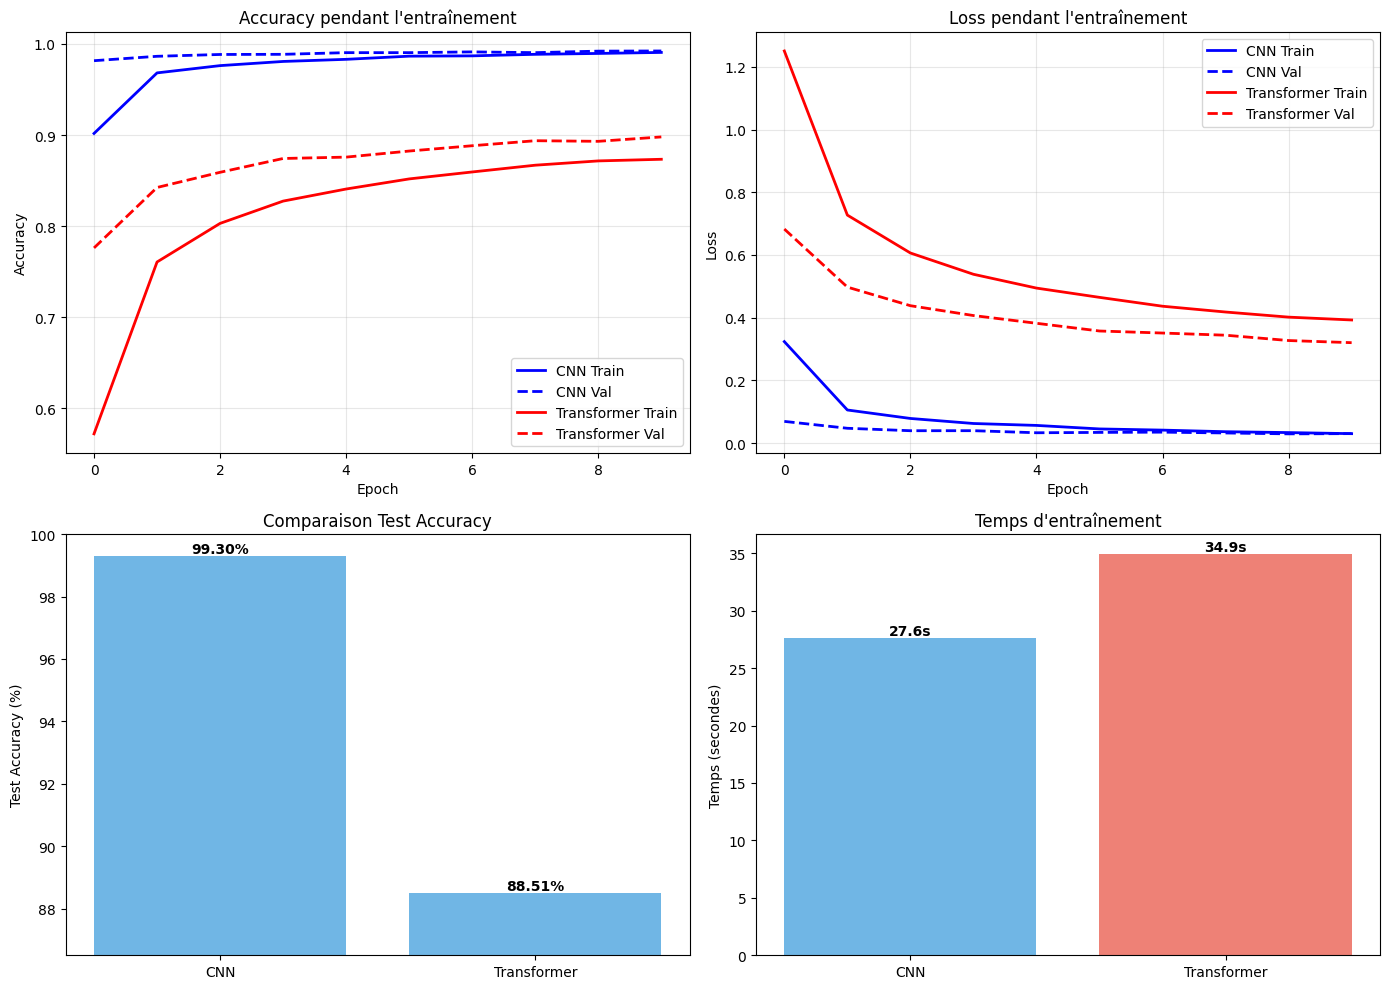 Accuracy pendant l'entraînement
Accuracy
1.0
0.9
0.8
0.7
0.6
0 2 4 6 8
Epoch
CNN Train
CNN Val
Transformer Train
Transformer Val
Loss pendant l'entraînement
Loss
1.2
1.0
0.8
0.6
0.4
0.2
0.0
0 2 4 6 8
Epoch
CNN Train
CNN Val
Transformer Train
Transformer Val
Comparaison Test Accuracy
Test Accuracy (%)
100
98
96
94
92
90
88
99.30%
88.51%
CNN Transformer
Temps d'entraînement
Temps (secondes)
35
30
25
20
15
10
5
0
27.6s
34.9s
CNN Transformer